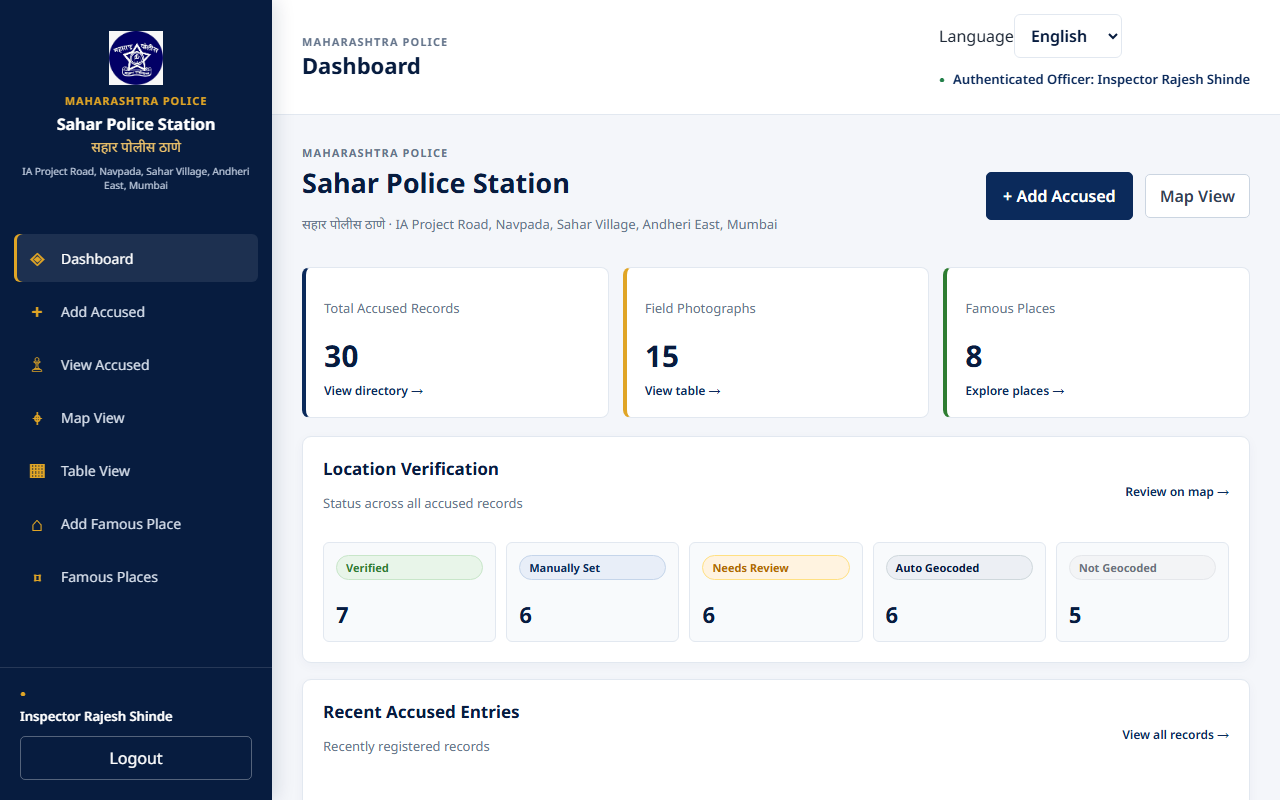 महाराष्ट्र पोलीस
MAHARASHTRA POLICE
Sahar Police Station
सहार पोलीस ठाणे
IA Project Road, Navpada, Sahar Village, Andheri
East, Mumbai
Dashboard
Add Accused
View Accused
Map View
Table View
Add Famous Place
Famous Places
Inspector Rajesh Shinde
Logout
MAHARASHTRA POLICE
Dashboard
Language English
• Authenticated Officer: Inspector Rajesh Shinde
MAHARASHTRA POLICE
Sahar Police Station
सहार पोलीस ठाणे · IA Project Road, Navpada, Sahar Village, Andheri East, Mumbai
+ Add Accused
Map View
Total Accused Records
30
View directory →
Field Photographs
15
View table →
Famous Places
8
Explore places →
Location Verification
Status across all accused records
Review on map →
Verified
7
Manually Set
6
Needs Review
6
Auto Geocoded
6
Not Geocoded
5
Recent Accused Entries
Recently registered records
View all records →